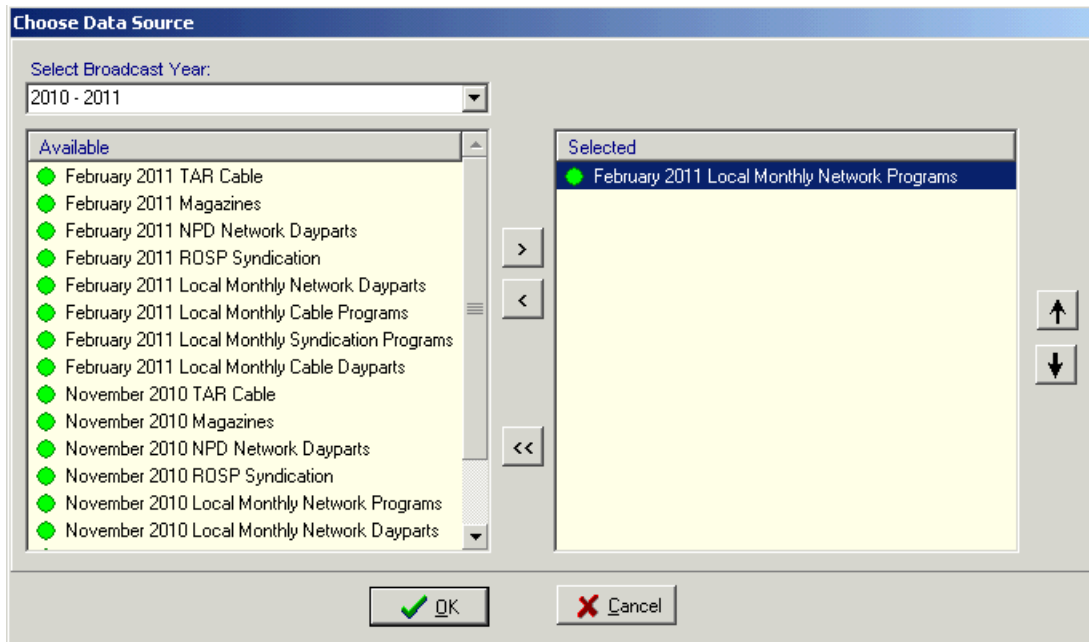 Choose Data Source
Select Broadcast Year:
2010 - 2011
Available
February 2011 TAR Cable
February 2011 Magazines
February 2011 NPD Network Dayparts
February 2011 ROSP Syndication
February 2011 Local Monthly Network Dayparts
February 2011 Local Monthly Cable Programs
February 2011 Local Monthly Syndication Programs
February 2011 Local Monthly Cable Dayparts
November 2010 TAR Cable
November 2010 Magazines
November 2010 NPD Network Dayparts
November 2010 ROSP Syndication
November 2010 Local Monthly Network Programs
November 2010 Local Monthly Network Dayparts
>
<
<<
Selected
February 2011 Local Monthly Network Programs
OK
Cancel